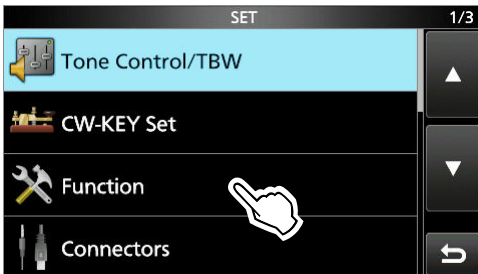 SET
1/3
Tone Control/TBW
CW-KEY Set
Function
Connectors